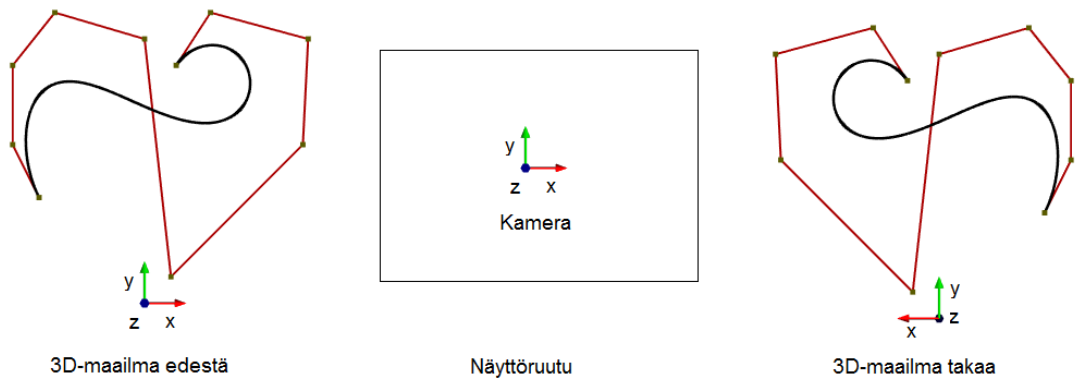 y
z x
3D-maailma edestä
y
z x
Kamera
Näyttöruutu
y
x z
3D-maailma takaa